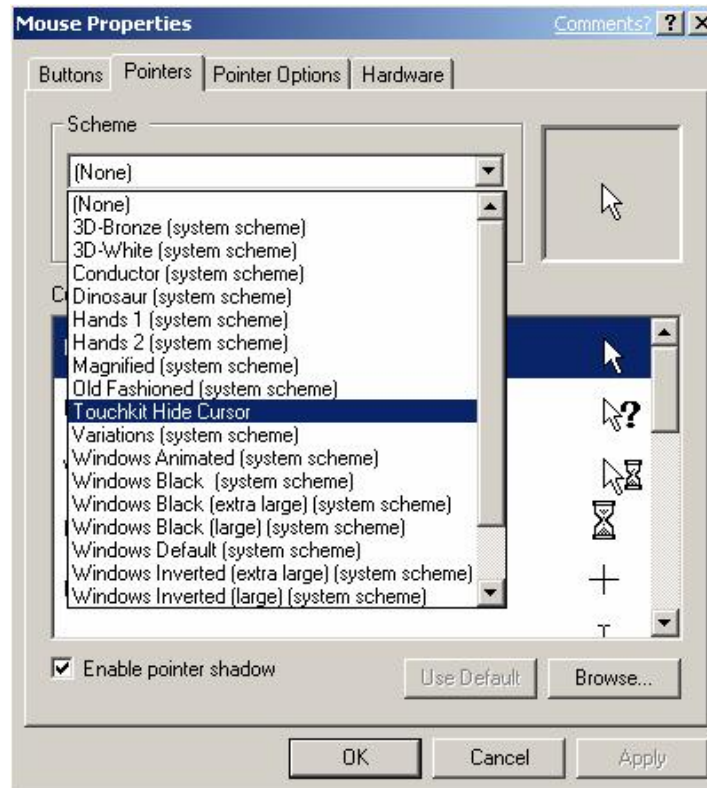 Mouse Properties Comments? ? X
Buttons Pointers Pointer Options Hardware
Scheme
(None)
(None)
3D-Bronze (system scheme)
3D-White (system scheme)
Conductor (system scheme)
Dinosaur (system scheme)
Hands 1 (system scheme)
Hands 2 (system scheme)
Magnified (system scheme)
Old Fashioned (system scheme)
Touchkit Hide Cursor
Variations (system scheme)
Windows Animated (system scheme)
Windows Black (system scheme)
Windows Black (extra large) (system scheme)
Windows Black (large) (system scheme)
Windows Default (system scheme)
Windows Inverted (extra large) (system scheme)
Windows Inverted (large) (system scheme)
Enable pointer shadow
Use Default Browse...
OK Cancel Apply